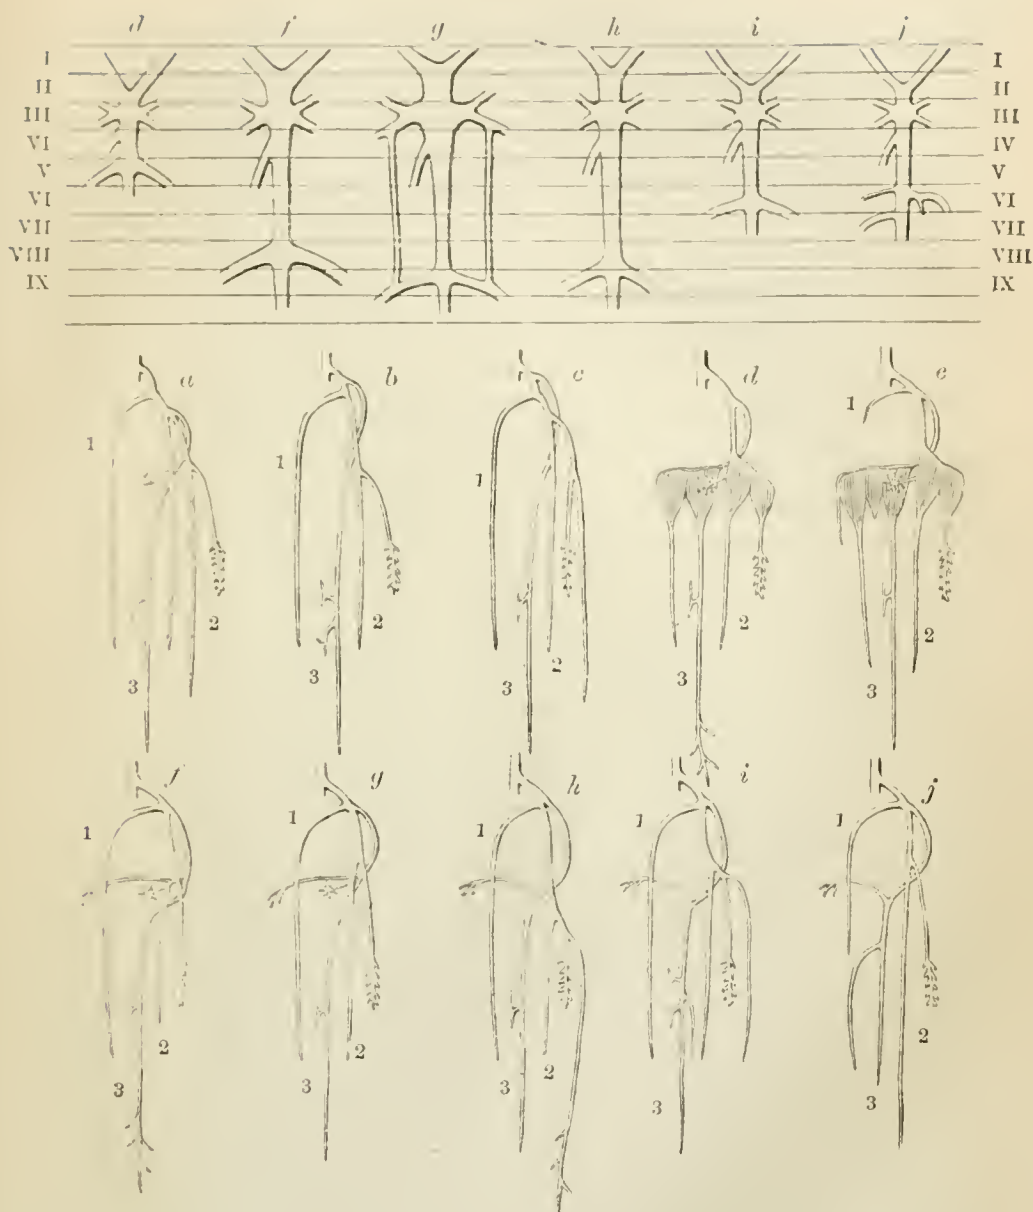 d f g h i j
I I
II II
III III
VI IV
V V
VI VI
VII VII
VIII VIII
IX IX
a b c d e
1 1 1 1
2 2 2 2 2
3 3 3 3 3
f g h i j
1 1 1 1 1
2 2 2 2
3 3 3 3 3